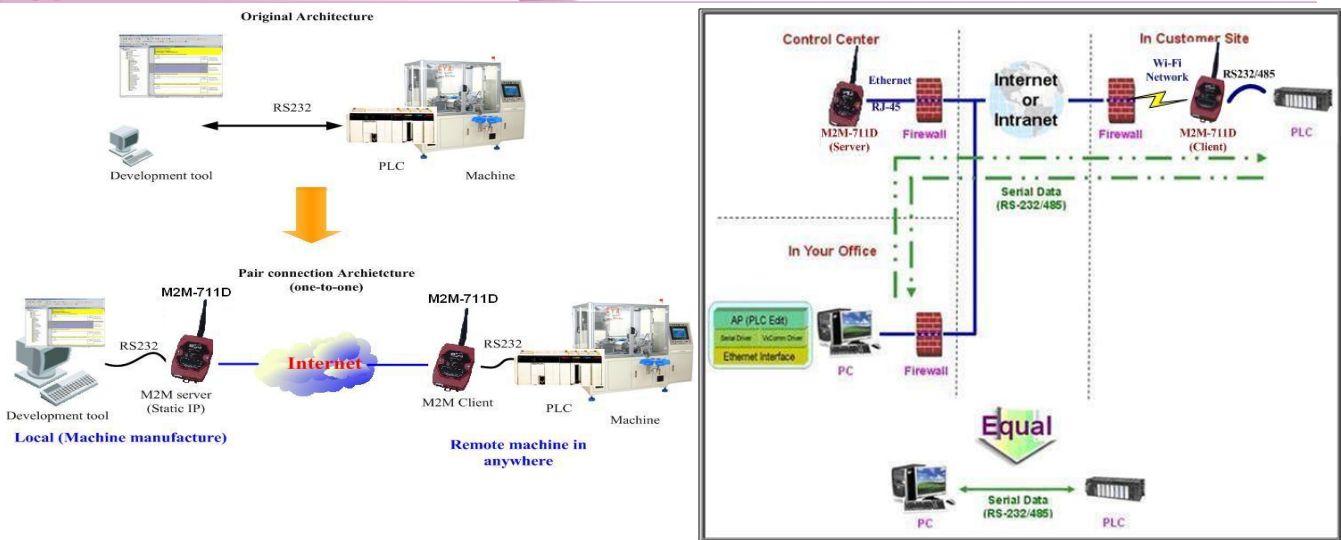 Original Architecture
RS232
PLC
Machine
Development tool
Pair connection Archietcture
(one-to-one)
M2M-711D
M2M-711D
RS232
Internet
RS232
M2M server
(Static IP)
M2M Client
PLC
Machine
Development tool
Local (Machine manufacture)
Remote machine in
anywhere
Control Center
Ethernet
RJ-45
M2M-711D
(Server)
Firewall
Internet
or
Intranet
In Customer Site
Wi-Fi
Network
RS232/485
Firewall
M2M-711D
(Client)
PLC
Serial Data
(RS-232/485)
In Your Office
AP (PLC Edit)
Serial Driver
VxComm Driver
Ethernet Interface
PC
Firewall
Equal
Serial Data
(RS-232/485)
PC
PLC